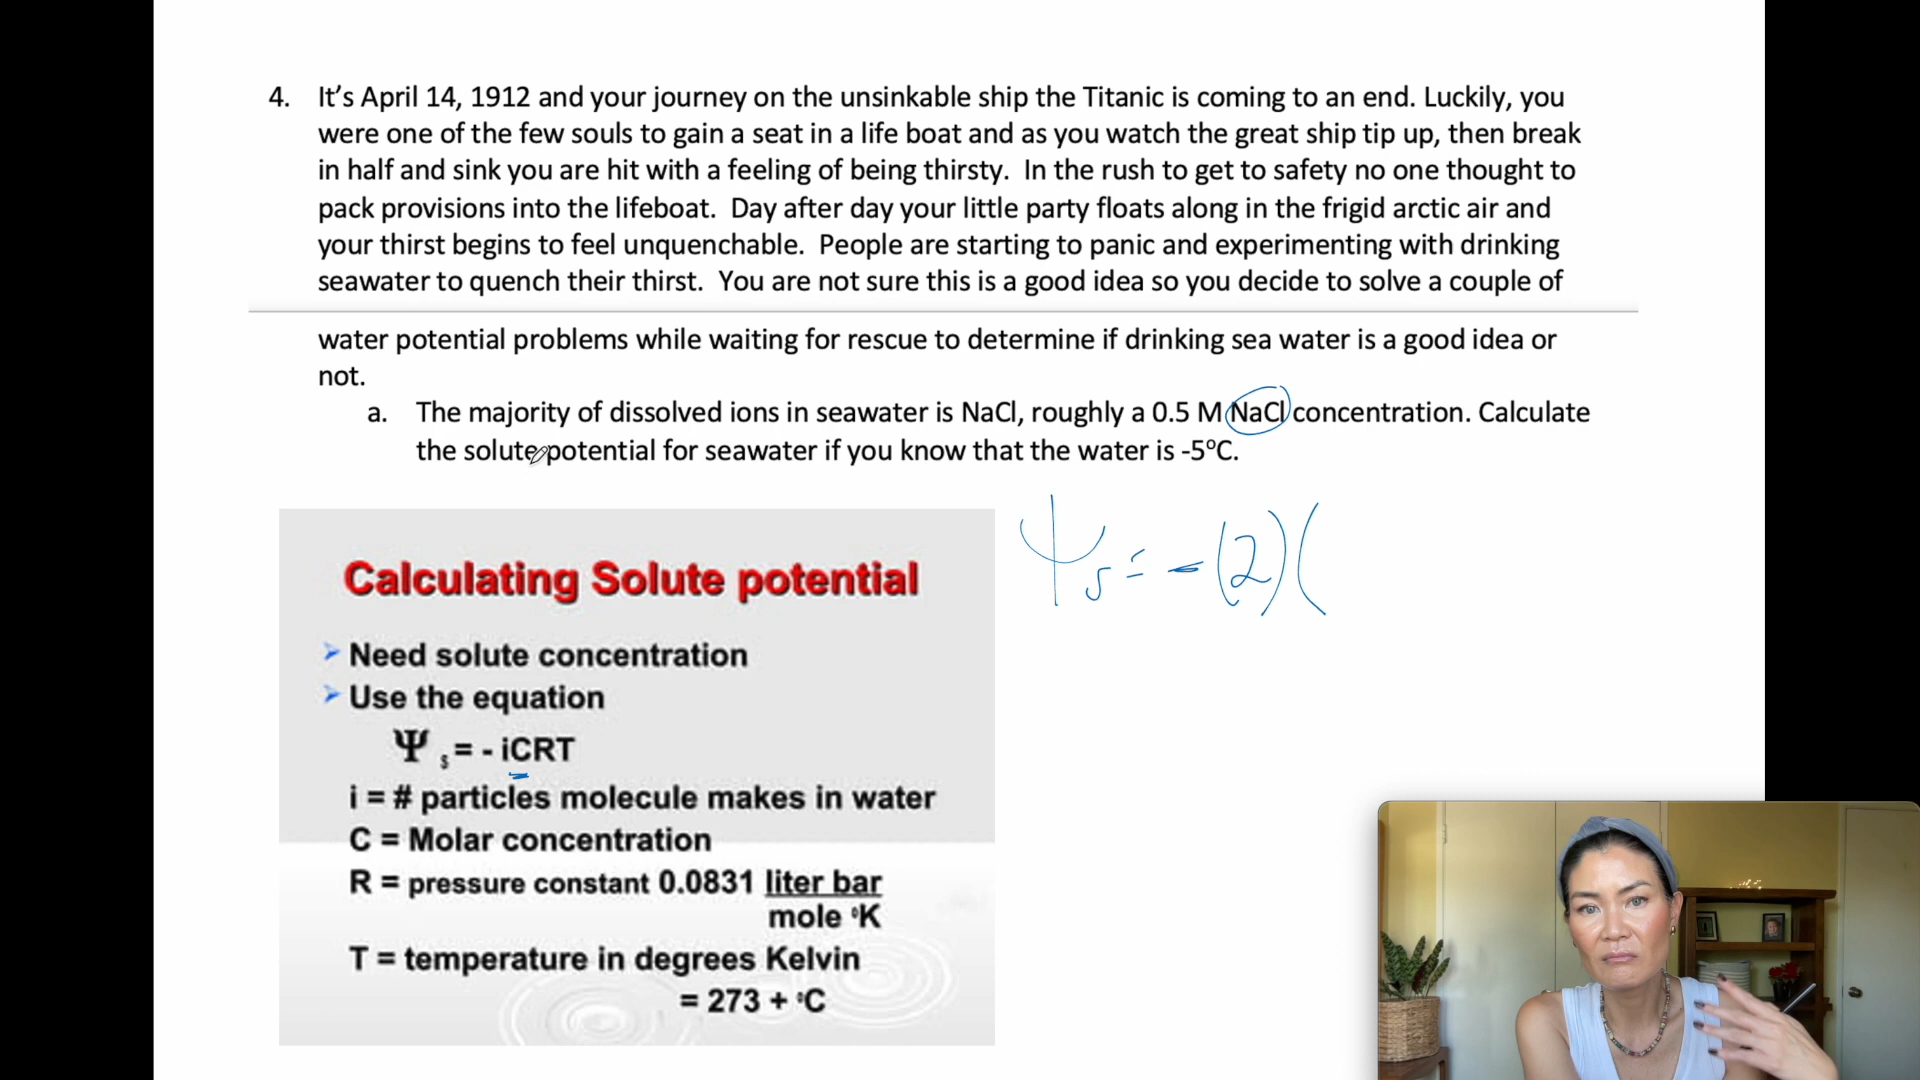 4. It’s April 14, 1912 and your journey on the unsinkable ship the Titanic is coming to an end. Luckily, you
were one of the few souls to gain a seat in a life boat and as you watch the great ship tip up, then break
in half and sink you are hit with a feeling of being thirsty. In the rush to get to safety no one thought to
pack provisions into the lifeboat. Day after day your little party floats along in the frigid arctic air and
your thirst begins to feel unquenchable. People are starting to panic and experimenting with drinking
seawater to quench their thirst. You are not sure this is a good idea so you decide to solve a couple of
water potential problems while waiting for rescue to determine if drinking sea water is a good idea or
not.
a. The majority of dissolved ions in seawater is NaCl, roughly a 0.5 M NaCl concentration. Calculate
the solute potential for seawater if you know that the water is -5°C.
Ψs = -(2)(
Calculating Solute potential
Need solute concentration
Use the equation
Ψ s = - iCRT
i = # particles molecule makes in water
C = Molar concentration
R = pressure constant 0.0831 liter bar
mole °K
T = temperature in degrees Kelvin
= 273 + °C